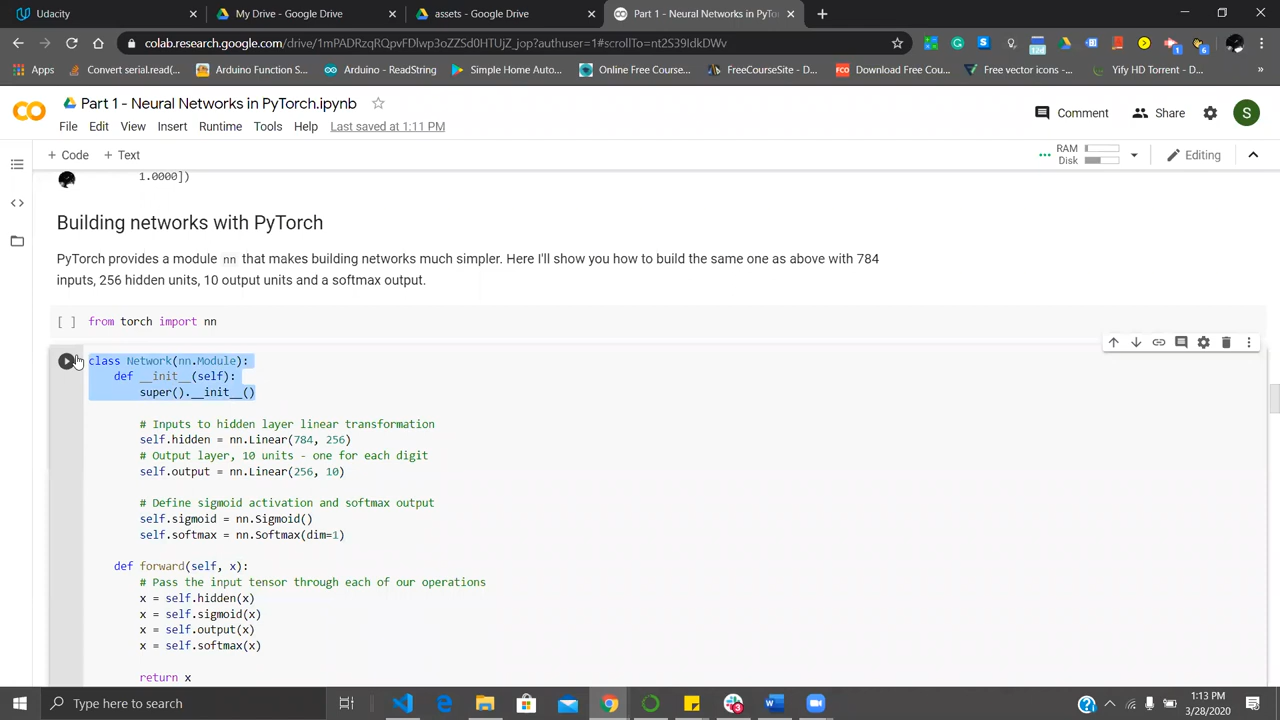 Udacity
My Drive - Google Drive
assets - Google Drive
Part 1 - Neural Networks in PyTo
colab.research.google.com/drive/1mPADRzqRQpvFDlwp3oZZSd0HTUjZ_jop?authuser=1#scrollTo=nt2S39IdkDWv
Apps
Convert serial.read(...
Arduino Function S...
Arduino - ReadString
Simple Home Auto...
Online Free Course...
FreeCourseSite - D...
Download Free Cou...
Free vector icons -...
Yify HD Torrent - D...
Part 1 - Neural Networks in PyTorch.ipynb
Comment
Share
S
File Edit View Insert Runtime Tools Help Last saved at 1:11 PM
+ Code + Text
RAM
Disk
Editing
1.0000])
Building networks with PyTorch
PyTorch provides a module nn that makes building networks much simpler. Here I'll show you how to build the same one as above with 784
inputs, 256 hidden units, 10 output units and a softmax output.
[ ] from torch import nn
class Network(nn.Module):
def __init__(self):
super().__init__()
# Inputs to hidden layer linear transformation
self.hidden = nn.Linear(784, 256)
# Output layer, 10 units - one for each digit
self.output = nn.Linear(256, 10)
# Define sigmoid activation and softmax output
self.sigmoid = nn.Sigmoid()
self.softmax = nn.Softmax(dim=1)
def forward(self, x):
# Pass the input tensor through each of our operations
x = self.hidden(x)
x = self.sigmoid(x)
x = self.output(x)
x = self.softmax(x)
return x
Type here to search
1:13 PM
3/28/2020